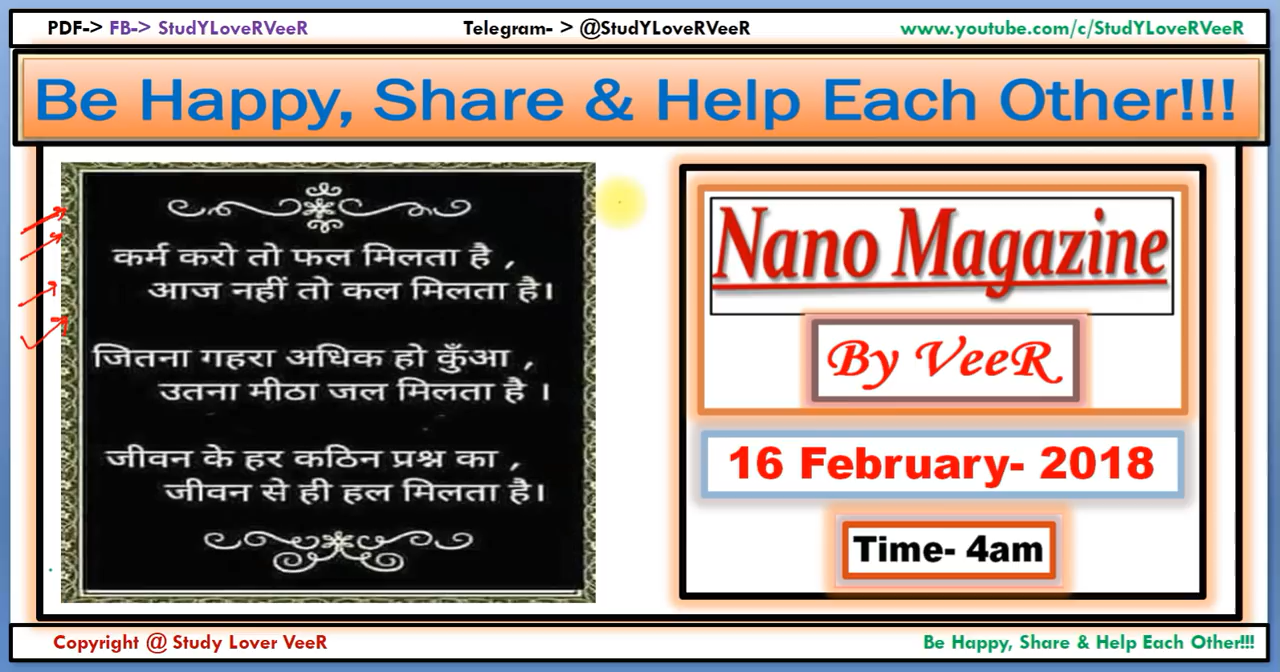 PDF-> FB-> StudYLoveRVeeR
Telegram- > @StudYLoveRVeeR
www.youtube.com/c/StudYLoveRVeeR
Be Happy, Share & Help Each Other!!!
कर्म करो तो फल मिलता है ,
आज नहीं तो कल मिलता है।
जितना गहरा अधिक हो कुँआ ,
उतना मीठा जल मिलता है ।
जीवन के हर कठिन प्रश्न का ,
जीवन से ही हल मिलता है।
Nano Magazine
By VeeR
16 February- 2018
Time- 4am
Copyright @ Study Lover VeeR
Be Happy, Share & Help Each Other!!!